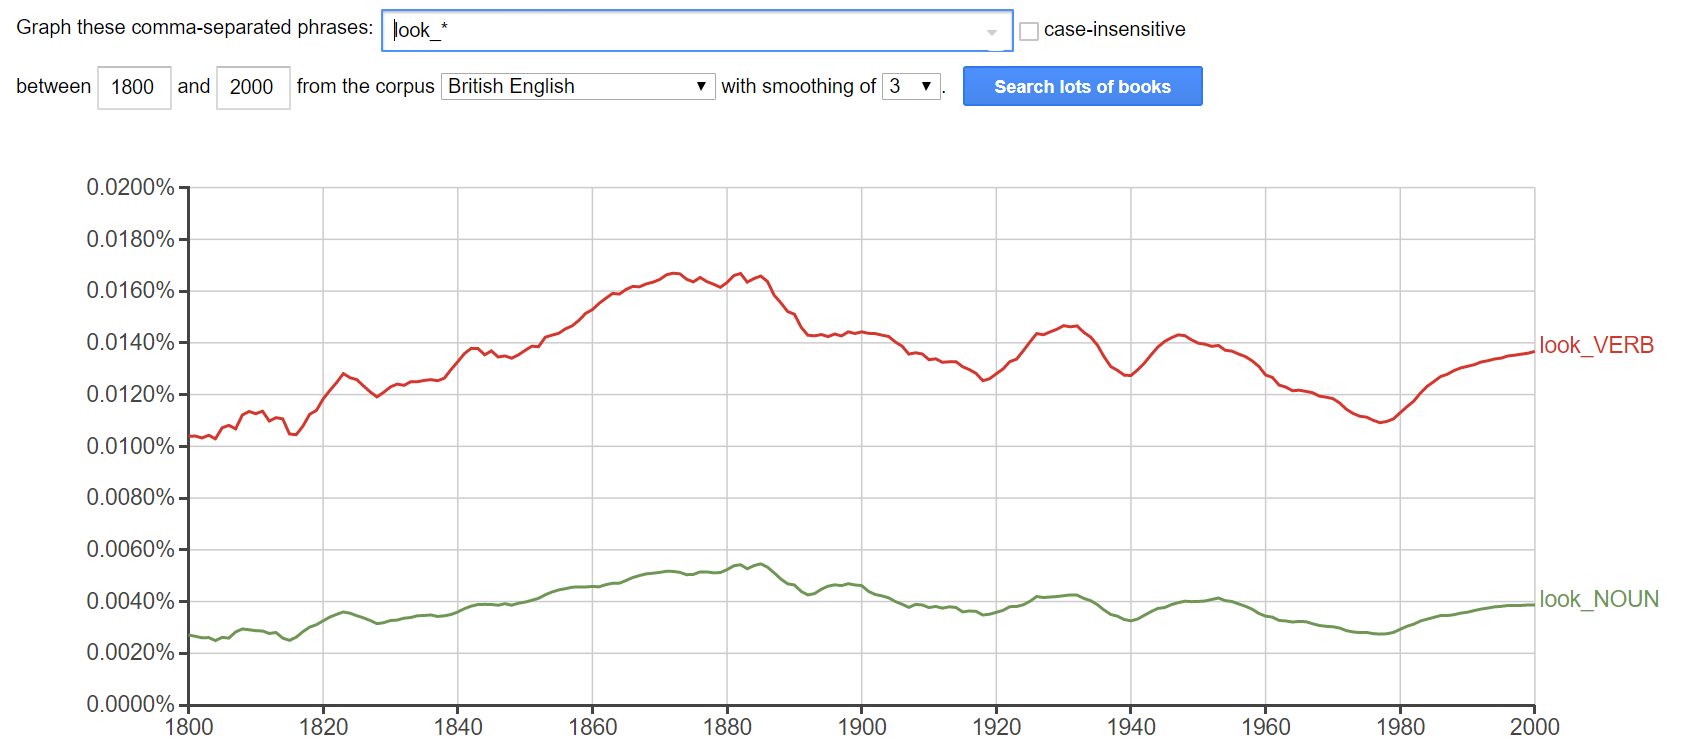 Graph these comma-separated phrases: look_* case-insensitive
between 1800 and 2000 from the corpus British English with smoothing of 3 . Search lots of books
0.0200%
0.0180%
0.0160%
0.0140%
look_VERB
0.0120%
0.0100%
0.0080%
0.0060%
0.0040%
look_NOUN
0.0020%
0.0000%
1800 1820 1840 1860 1880 1900 1920 1940 1960 1980 2000